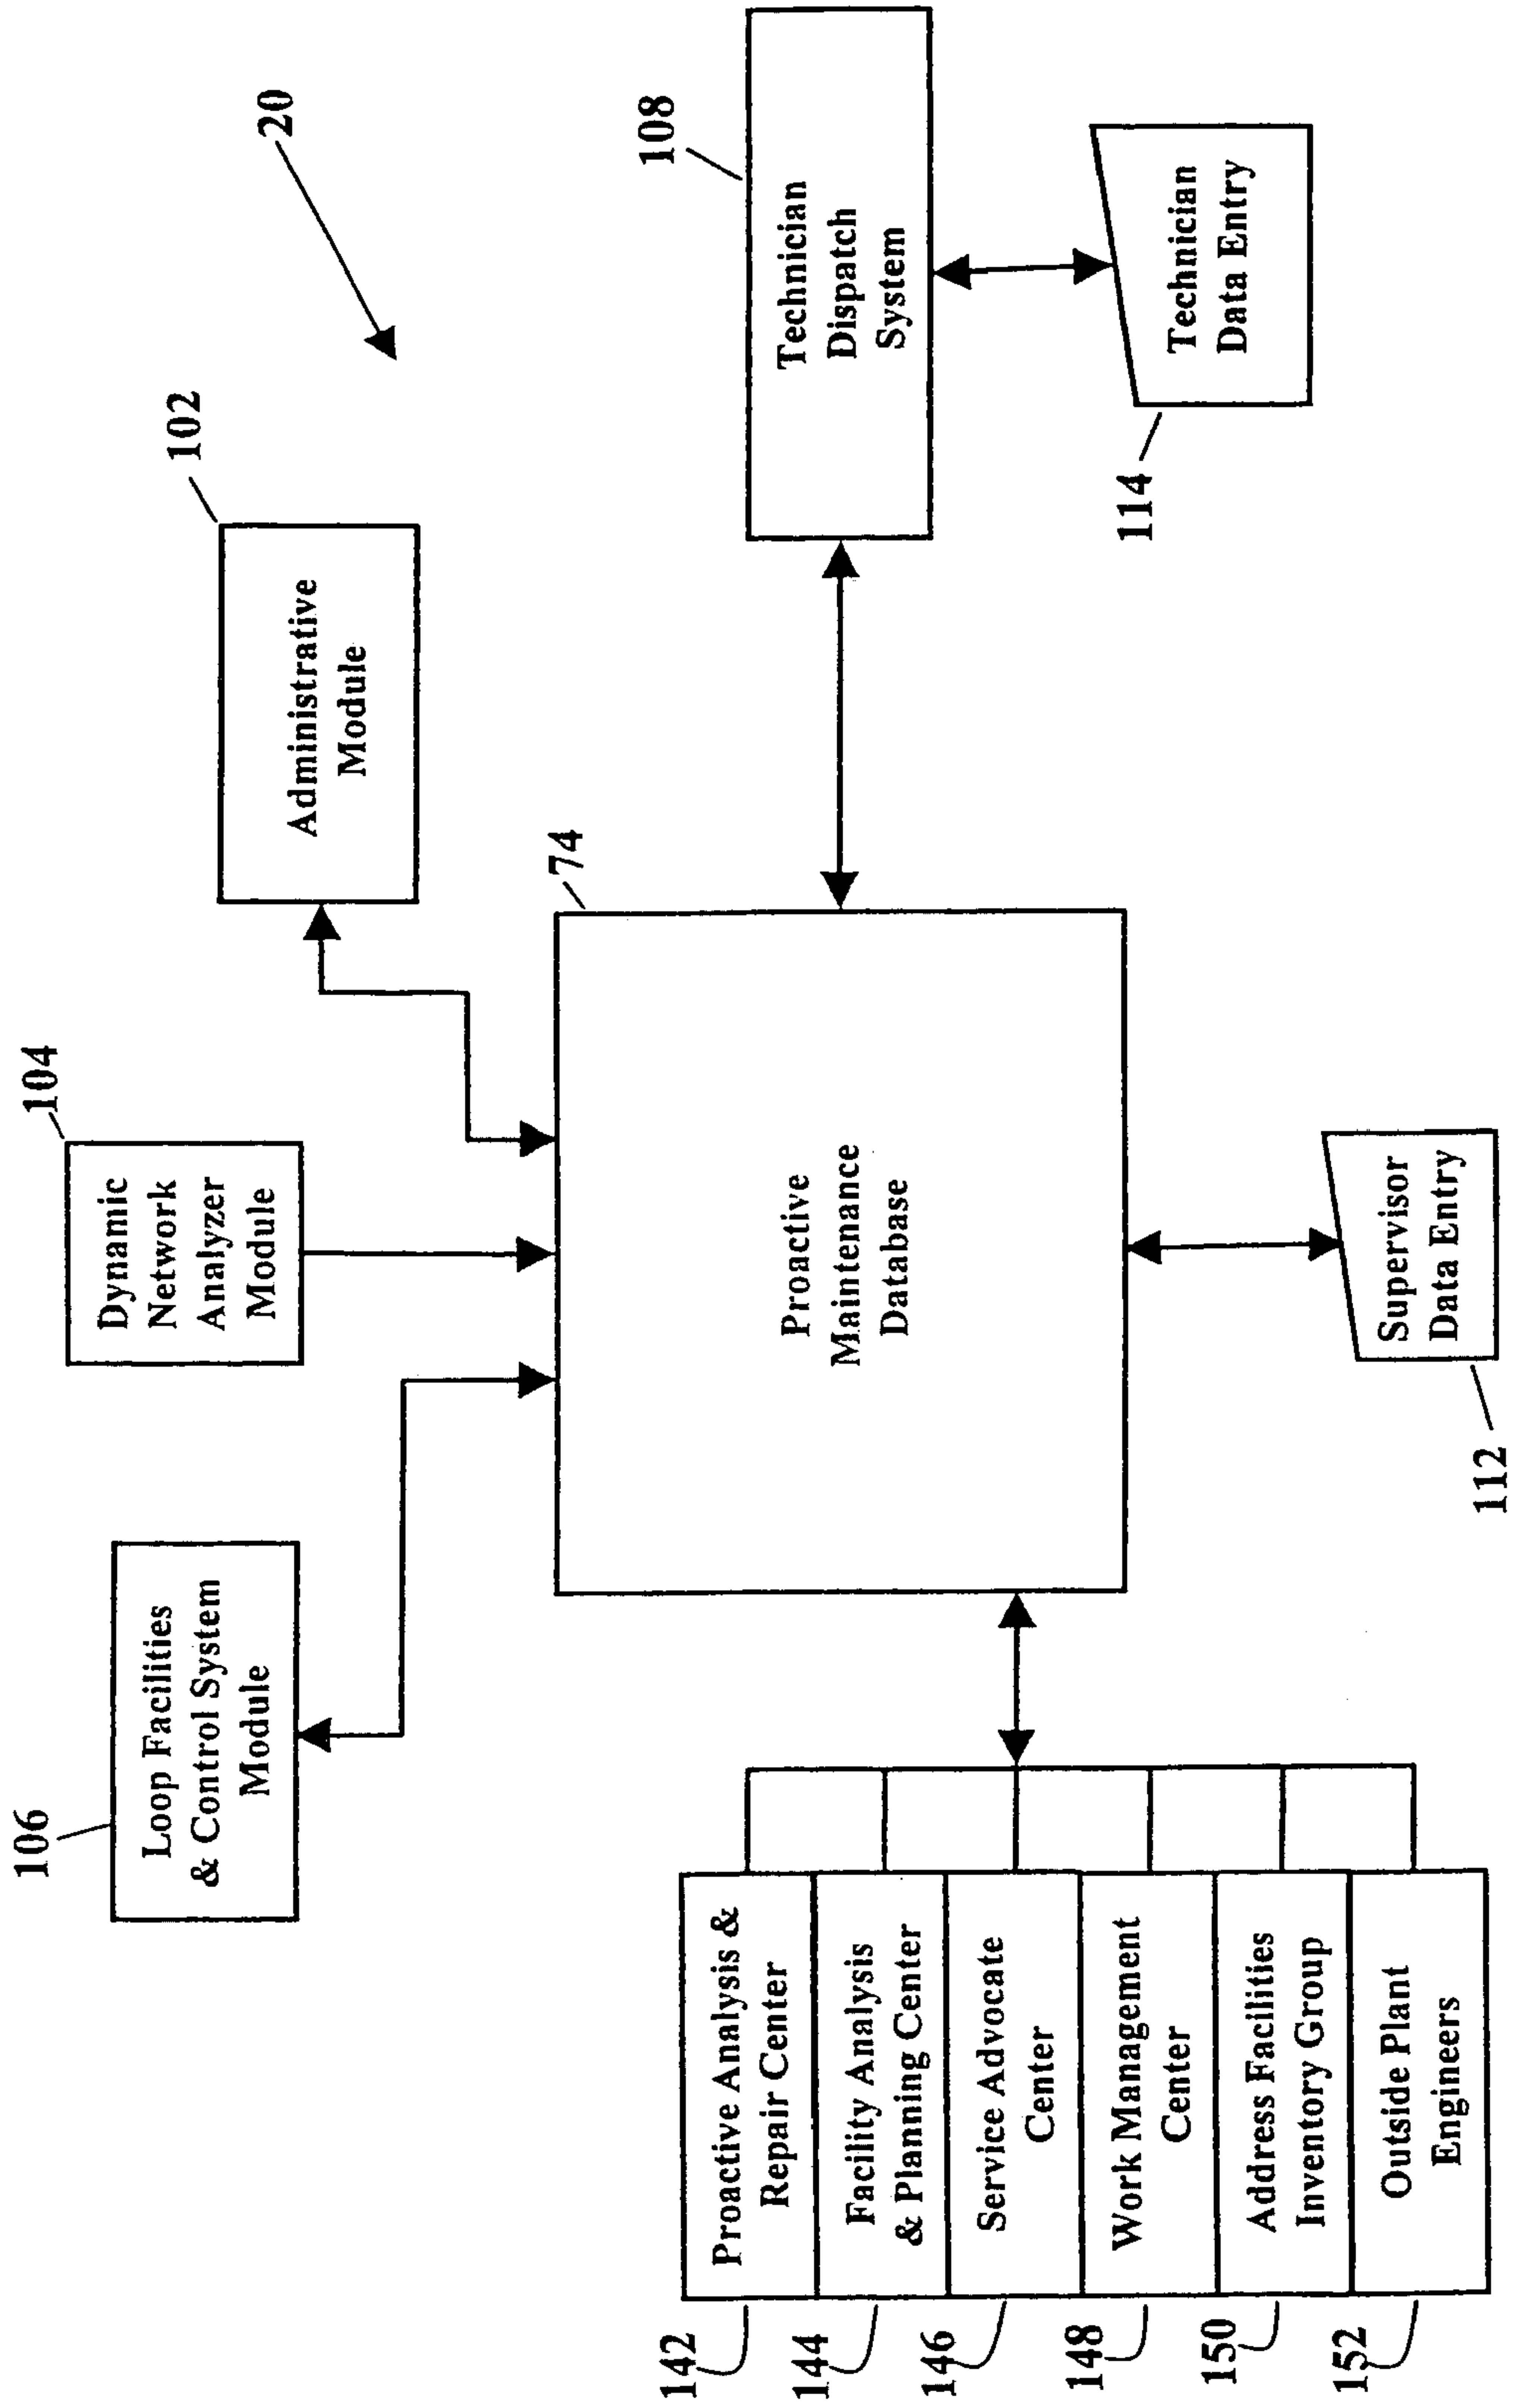 20
106
Loop Facilities
& Control System
Module
104
Dynamic
Network
Analyzer
Module
102
Administrative
Module
142
Proactive Analysis &
Repair Center
144
Facility Analysis
& Planning Center
146
Service Advocate
Center
148
Work Management
Center
150
Address Facilities
Inventory Group
152
Outside Plant
Engineers
74
Proactive
Maintenance
Database
108
Technician
Dispatch
System
112
Supervisor
Data Entry
114
Technician
Data Entry